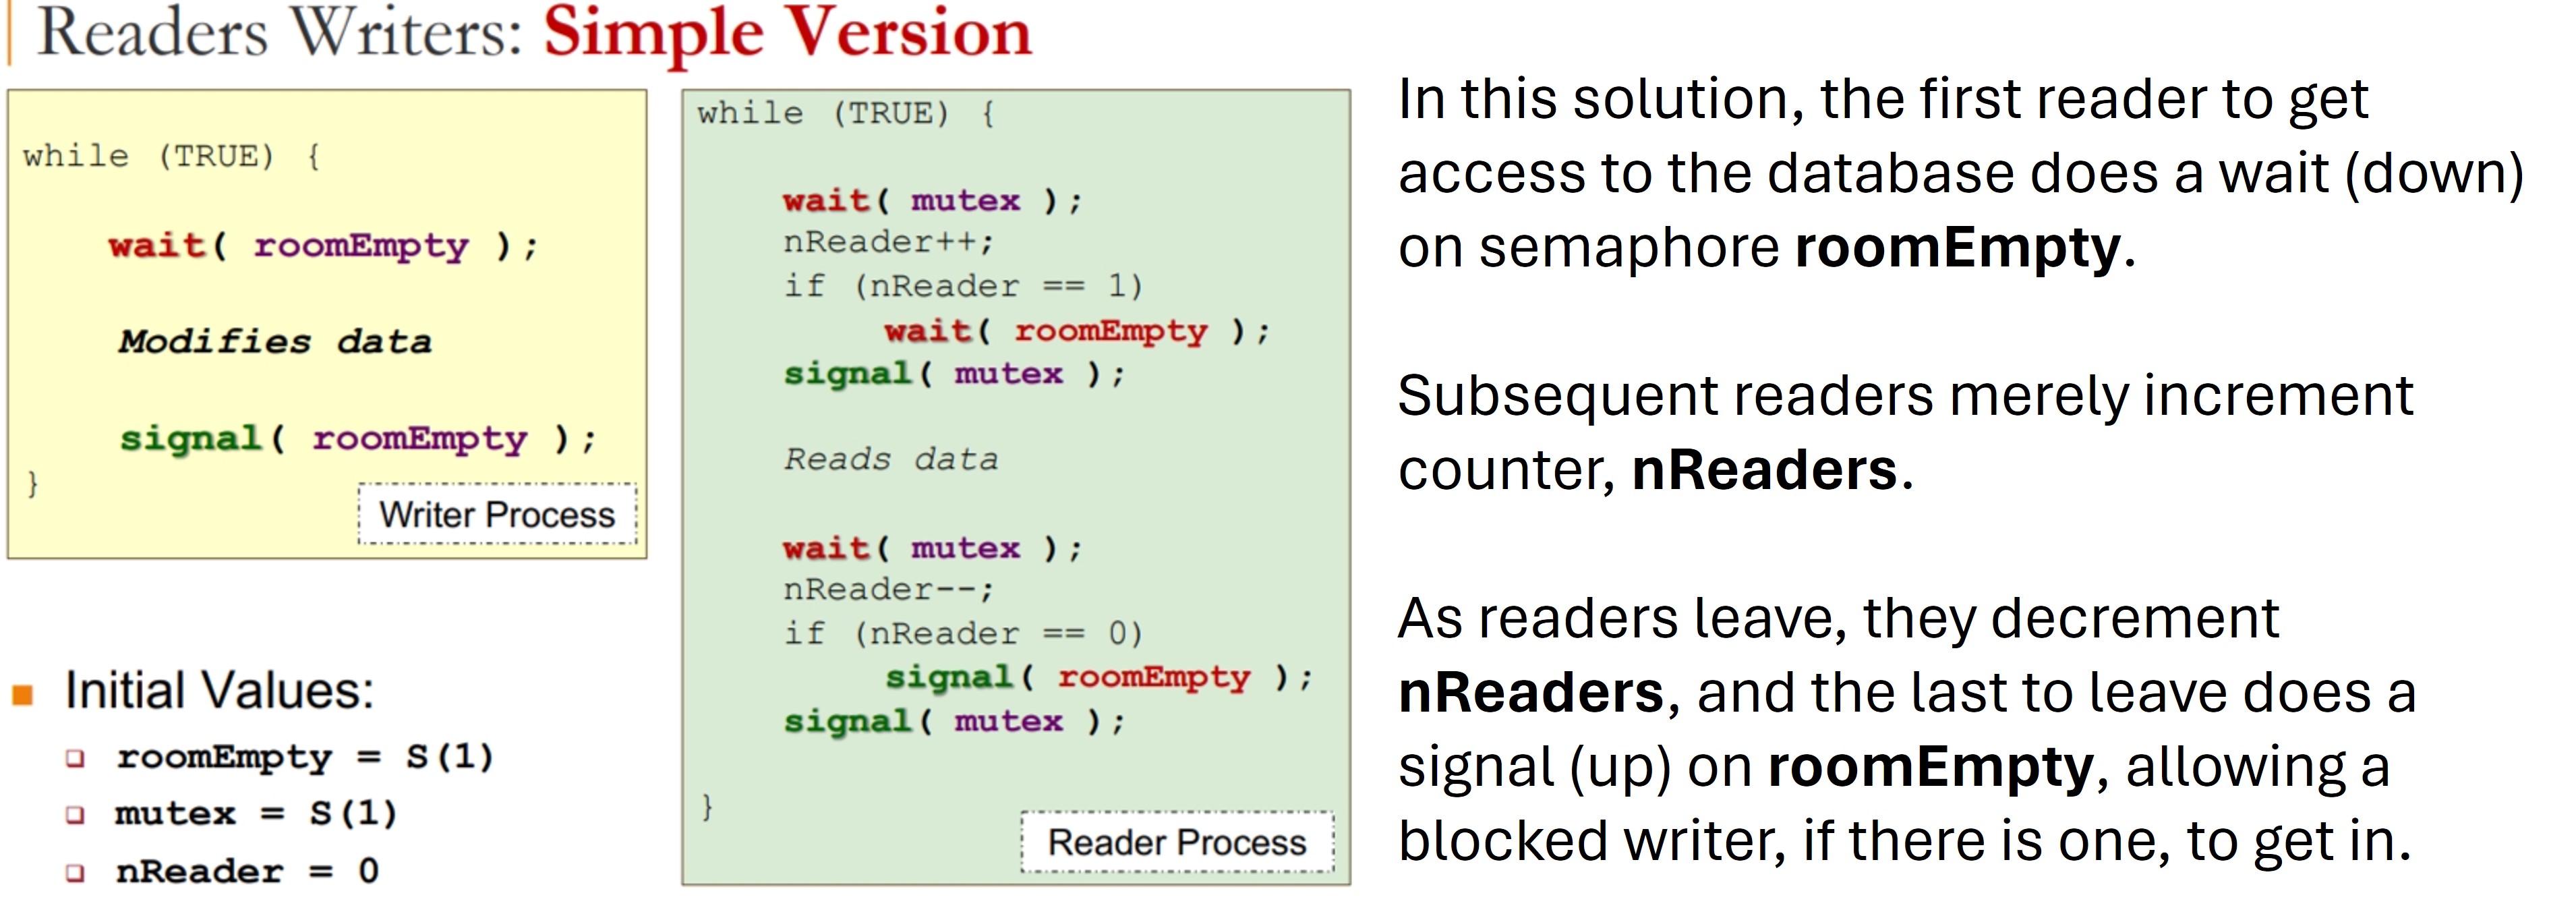 Readers Writers: Simple Version
while (TRUE) {
wait( roomEmpty );
Modifies data
signal( roomEmpty );
}
Writer Process
Initial Values:
roomEmpty = S(1)
mutex = S(1)
nReader = 0
while (TRUE) {
wait( mutex );
nReader++;
if (nReader == 1)
wait( roomEmpty );
signal( mutex );
Reads data
wait( mutex );
nReader--;
if (nReader == 0)
signal( roomEmpty );
signal( mutex );
}
Reader Process
In this solution, the first reader to get
access to the database does a wait (down)
on semaphore roomEmpty.
Subsequent readers merely increment
counter, nReaders.
As readers leave, they decrement
nReaders, and the last to leave does a
signal (up) on roomEmpty, allowing a
blocked writer, if there is one, to get in.